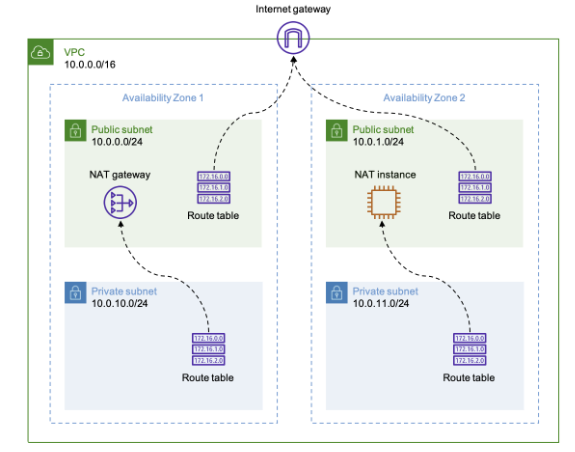 Internet gateway
VPC
10.0.0.0/16
Availability Zone 1
Public subnet
10.0.0.0/24
NAT gateway
172.16.0.0
172.16.1.0
172.16.2.0
Route table
Private subnet
10.0.10.0/24
172.16.0.0
172.16.1.0
172.16.2.0
Route table
Availability Zone 2
Public subnet
10.0.1.0/24
NAT instance
172.16.0.0
172.16.1.0
172.16.2.0
Route table
Private subnet
10.0.11.0/24
172.16.0.0
172.16.1.0
172.16.2.0
Route table